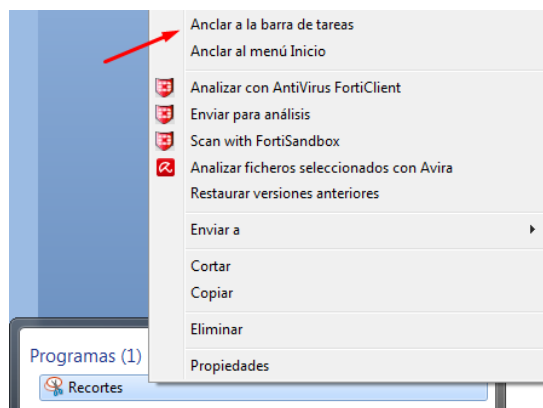 Anclar a la barra de tareas
Anclar al menú Inicio
Analizar con AntiVirus FortiClient
Enviar para análisis
Scan with FortiSandbox
Analizar ficheros seleccionados con Avira
Restaurar versiones anteriores
Enviar a
Cortar
Copiar
Eliminar
Propiedades
Programas (1)
Recortes